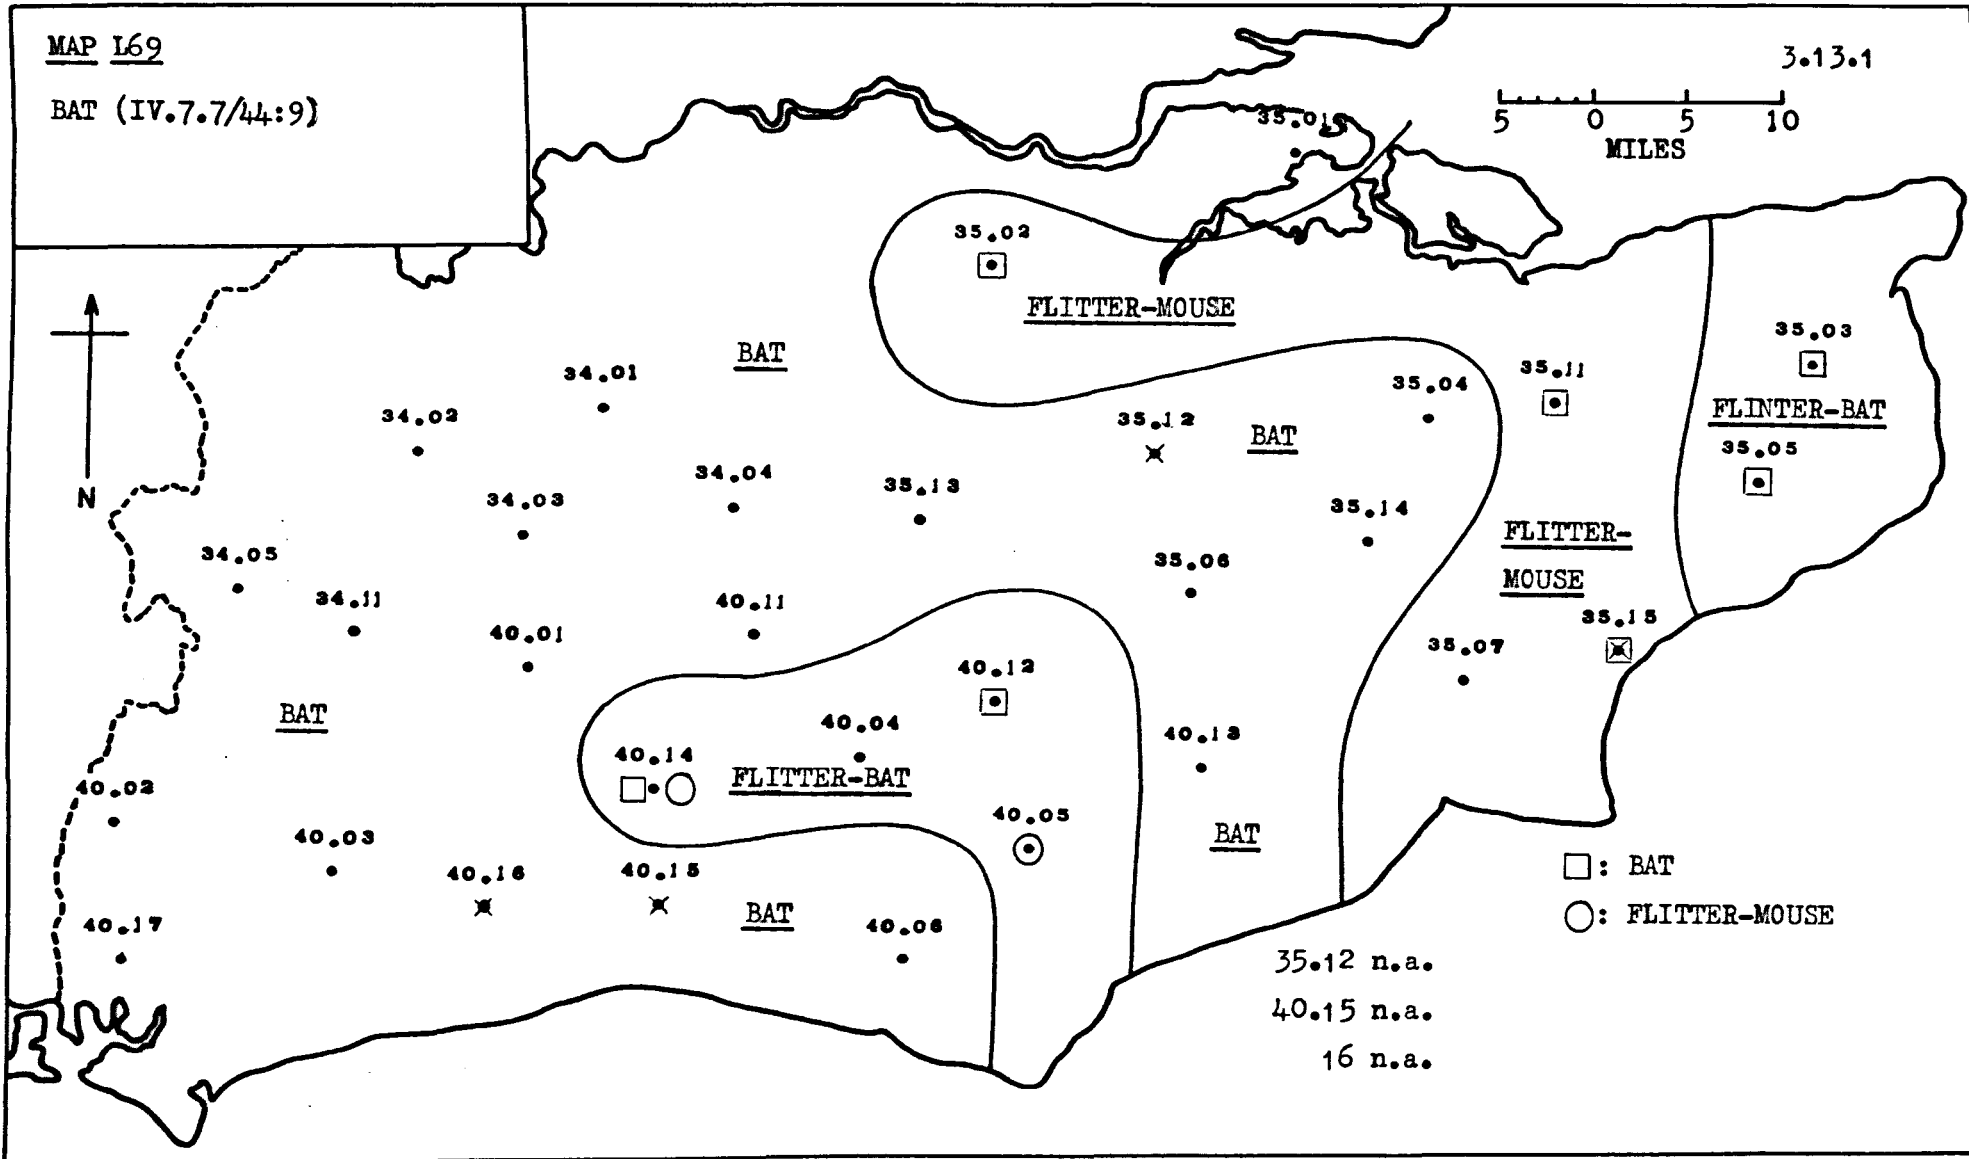 MAP L69
BAT (IV.7.7/44:9)
3.13.1
5 0 5 10
MILES
N
35.01
35.02
FLITTER-MOUSE
35.03
BAT
34.01
35.04
35.11
FLINTER-BAT
34.02
35.12
BAT
35.05
34.04
35.13
34.03
35.14
FLITTER-
MOUSE
34.05
35.06
34.11
40.11
35.15
40.01
35.07
40.12
BAT
40.04
40.13
40.14
FLITTER-BAT
40.02
40.05
BAT
40.03
40.16
40.15
BAT
40.06
40.17
□: BAT
○: FLITTER-MOUSE
35.12 n.a.
40.15 n.a.
16 n.a.